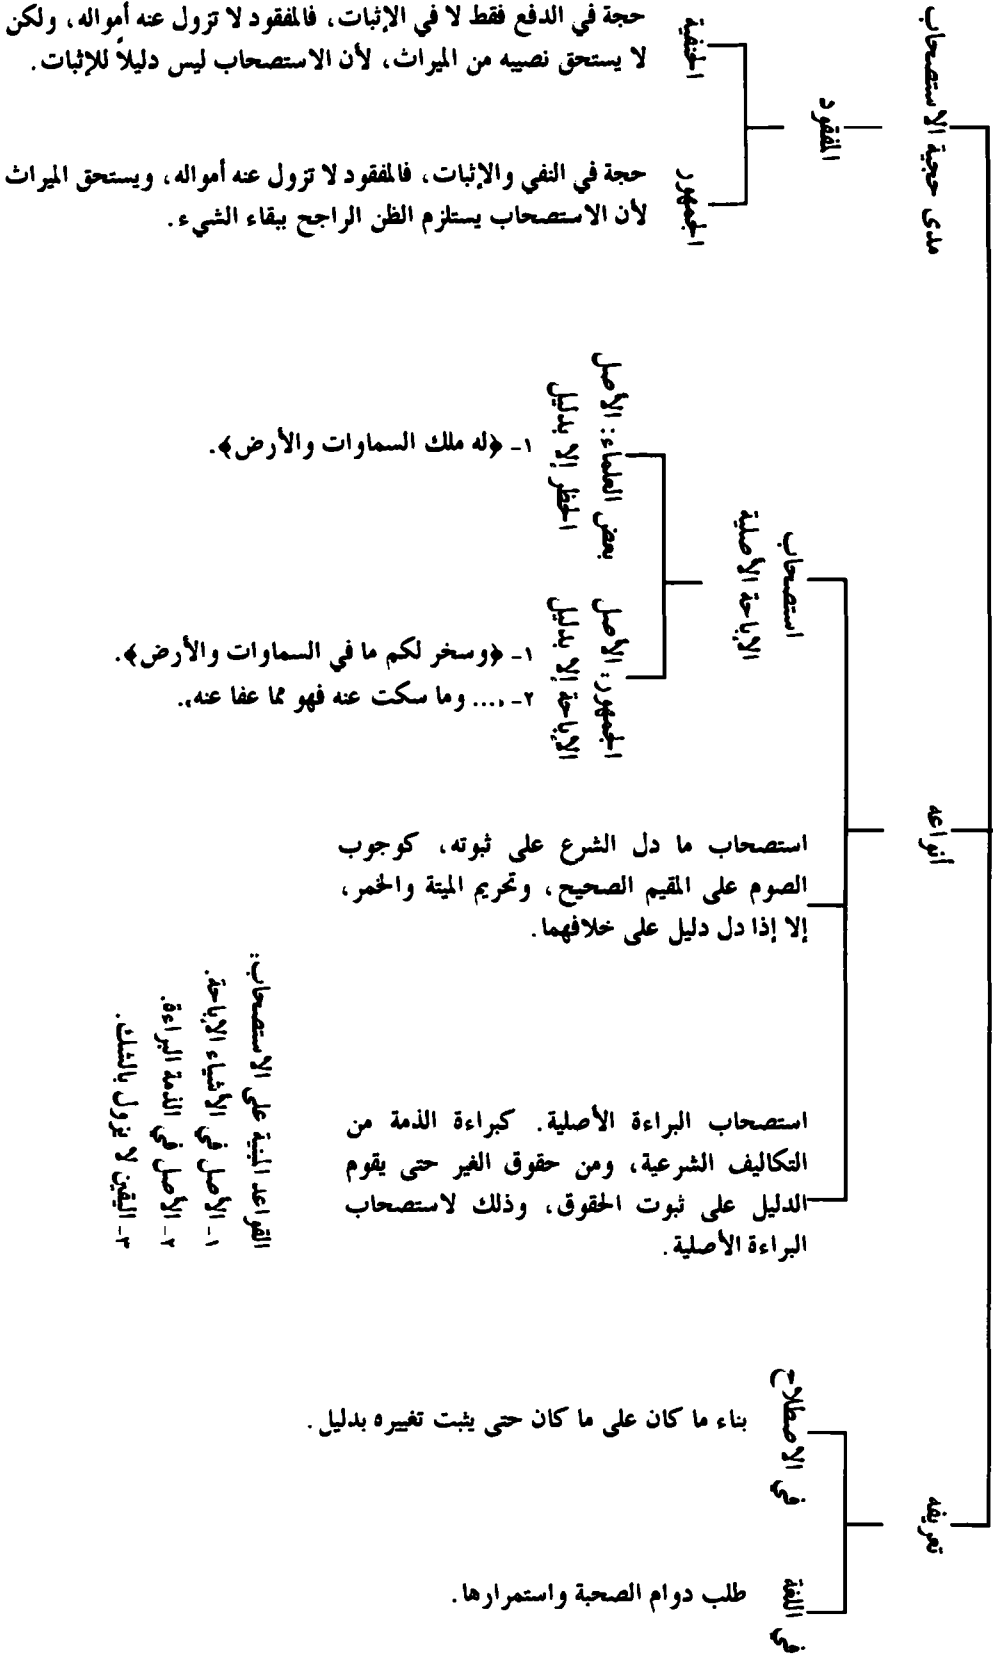 تعريفه
في اللغة
طلب دوام الصحبة واستمرارها.
في الاصطلاح
بناء ما كان على ما كان حتى يثبت تغييره بدليل.
أنواعه
استصحاب البراءة الأصلية. كبراءة الذمة من
التكاليف الشرعية، ومن حقوق الغير حتى يقوم
الدليل على ثبوت الحقوق، وذلك لاستصحاب
البراءة الأصلية.
استصحاب ما دل الشرع على ثبوته، كوجوب
الصوم على المقيم الصحيح، وتحريم الميتة والخمر،
إلا إذا دل دليل على خلافهما.
استصحاب
الإباحة الأصلية
الجمهور: الأصل
الإباحة إلا بدليل
١- ﴿وسخر لكم ما في السماوات والأرض﴾.
٢- «... وما سكت عنه فهو مما عفا عنه».
بعض العلماء: الأصل
الحظر إلا بدليل
١- ﴿له ملك السماوات والأرض﴾.
مدى حجية الاستصحاب
المفقود
الجمهور
حجة في النفي والإثبات، فالمفقود لا تزول عنه أمواله، ويستحق الميراث
لأن الاستصحاب يستلزم الظن الراجح ببقاء الشيء.
الحنفية
حجة في الدفع فقط لا في الإثبات، فالمفقود لا تزول عنه أمواله، ولكن
لا يستحق نصيبه من الميراث، لأن الاستصحاب ليس دليلاً للإثبات.
القواعد المبنية على الاستصحاب:
١- الأصل في الأشياء الإباحة.
٢- الأصل في الذمة البراءة.
٣- اليقين لا يزول بالشك.